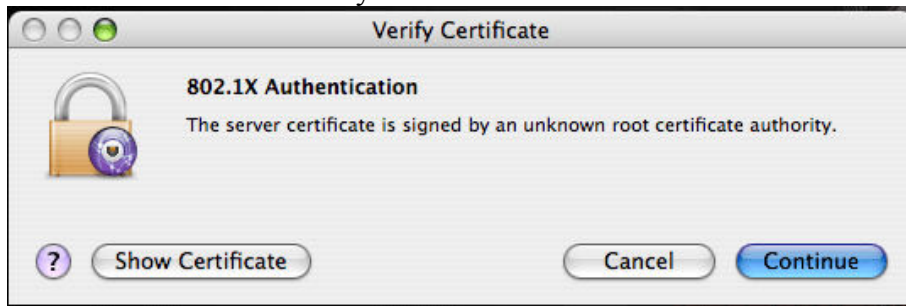 Verify Certificate
802.1X Authentication
The server certificate is signed by an unknown root certificate authority.
? Show Certificate Cancel Continue